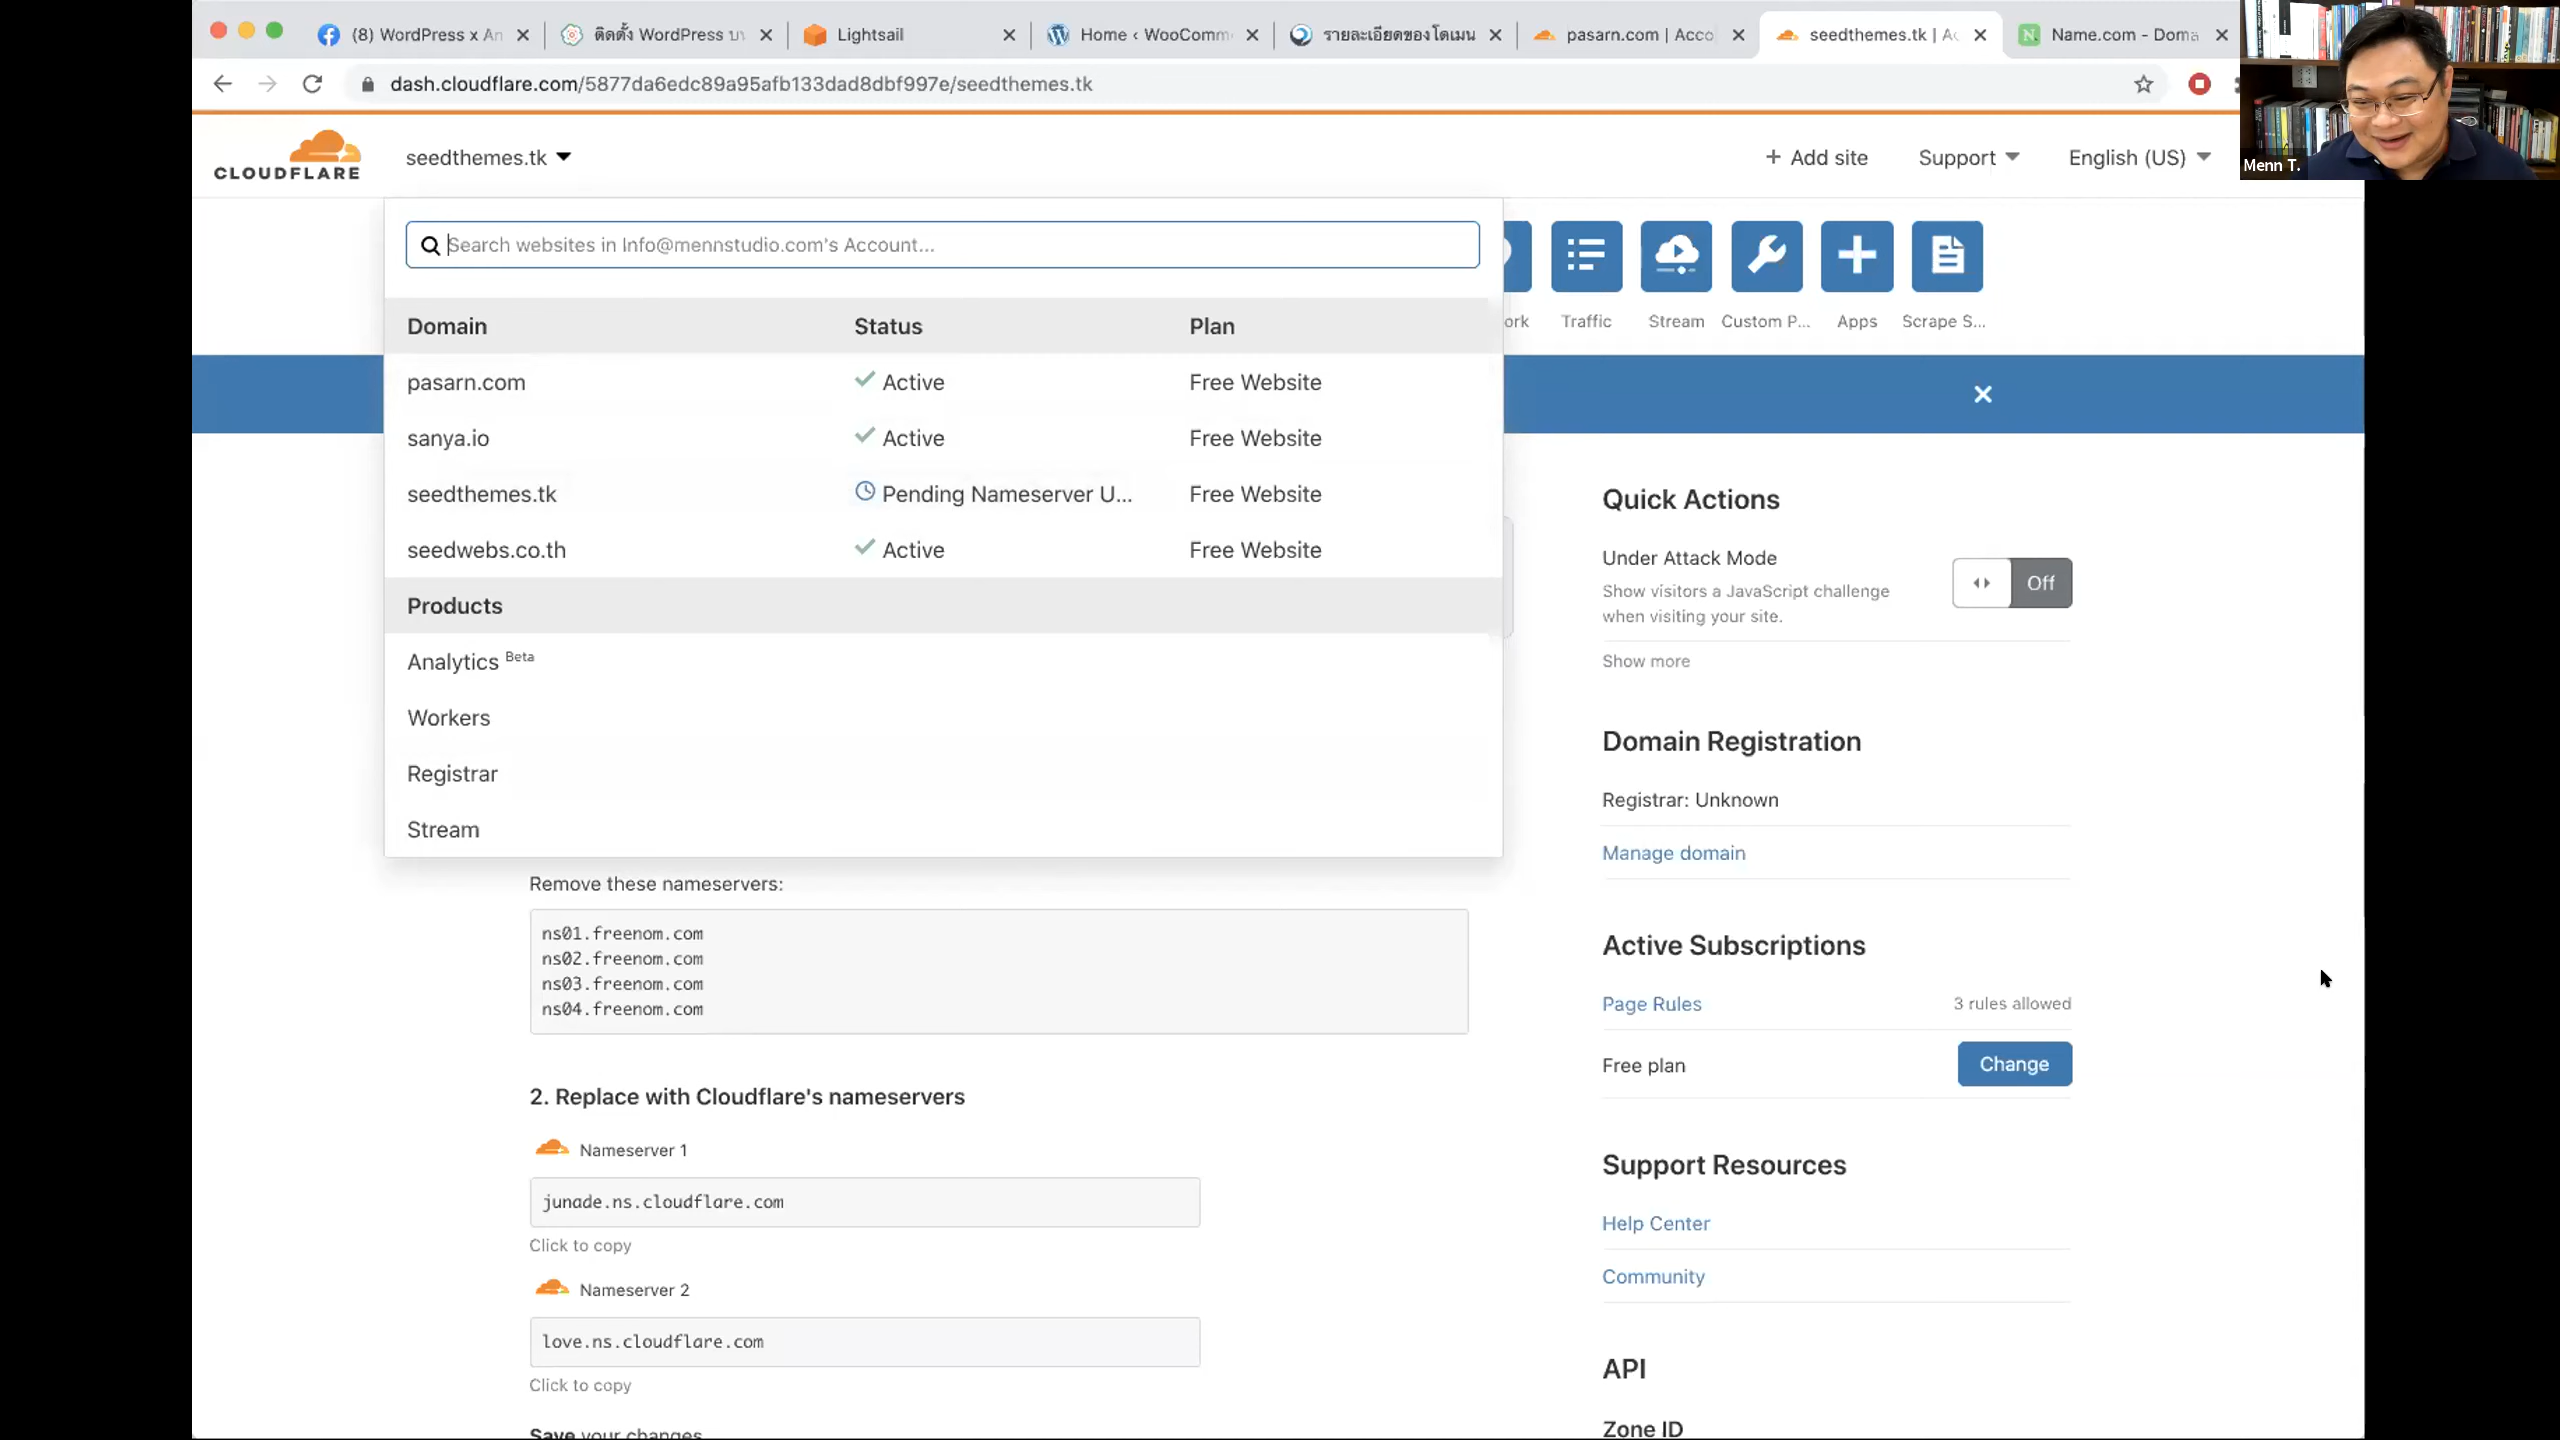 (8) WordPress x An
ติดตั้ง WordPress บน
Lightsail
Home ‹ WooComm
รายละเอียดของโดเมน
pasarn.com | Acco
seedthemes.tk | Ac
Name.com - Doma
dash.cloudflare.com/5877da6edc89a95afb133dad8dbf997e/seedthemes.tk
CLOUDFLARE
seedthemes.tk
+ Add site
Support
English (US)
Menn T.
Search websites in Info@mennstudio.com's Account...
ork
Traffic
Stream
Custom P...
Apps
Scrape S...
Domain Status Plan
pasarn.com Active Free Website
sanya.io Active Free Website
seedthemes.tk Pending Nameserver U... Free Website
seedwebs.co.th Active Free Website
Products
Analytics Beta
Workers
Registrar
Stream
Remove these nameservers:
ns01.freenom.com
ns02.freenom.com
ns03.freenom.com
ns04.freenom.com
2. Replace with Cloudflare's nameservers
Nameserver 1
junade.ns.cloudflare.com
Click to copy
Nameserver 2
love.ns.cloudflare.com
Click to copy
Save your changes
Quick Actions
Under Attack Mode
Show visitors a JavaScript challenge
when visiting your site.
Off
Show more
Domain Registration
Registrar: Unknown
Manage domain
Active Subscriptions
Page Rules 3 rules allowed
Free plan Change
Support Resources
Help Center
Community
API
Zone ID